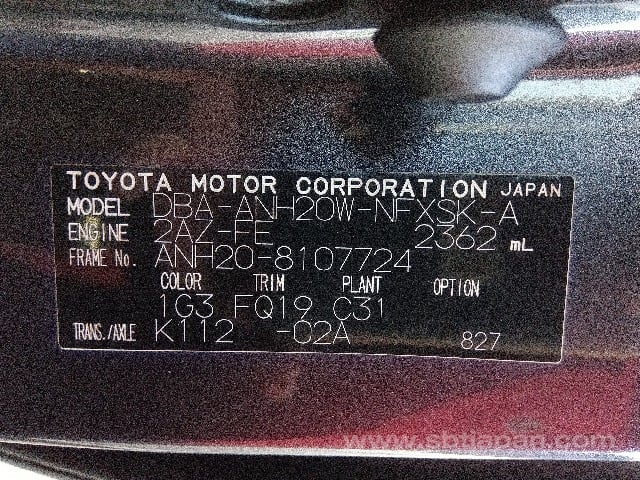 TOYOTA MOTOR CORPORATION JAPAN
MODEL DBA-ANH20W-NFXSK-A
ENGINE 2AZ-FE 2362 mL
FRAME No. ANH20-8107724
COLOR TRIM PLANT OPTION
1G3 FQ19 C31
TRANS./AXLE K112 -02A 827
www.sbtjapan.com